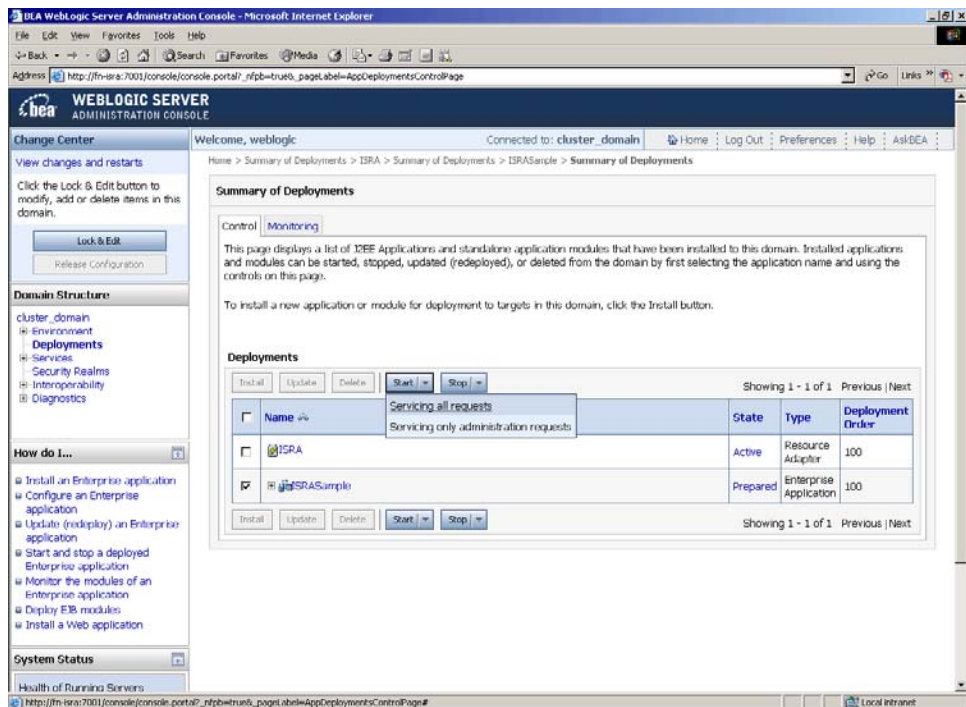 BEA WebLogic Server Administration Console - Microsoft Internet Explorer
File Edit View Favorites Tools Help
Back Search Favorites Media
Address http://fn-isra:7001/console/console.portal?_nfpb=true&_pageLabel=AppDeploymentsControlPage Go Links »
bea WEBLOGIC SERVER
ADMINISTRATION CONSOLE
Change Center
View changes and restarts
Click the Lock & Edit button to
modify, add or delete items in this
domain.
Lock & Edit
Release Configuration
Domain Structure
cluster_domain
Environment
Deployments
Services
Security Realms
Interoperability
Diagnostics
How do I...
Install an Enterprise application
Configure an Enterprise
application
Update (redeploy) an Enterprise
application
Start and stop a deployed
Enterprise application
Monitor the modules of an
Enterprise application
Deploy EJB modules
Install a Web application
System Status
Health of Running Servers
Welcome, weblogic Connected to: cluster_domain Home Log Out Preferences Help AskBEA
Home > Summary of Deployments > ISRA > Summary of Deployments > ISRASample > Summary of Deployments
Summary of Deployments
Control Monitoring
This page displays a list of J2EE Applications and standalone application modules that have been installed to this domain. Installed applications
and modules can be started, stopped, updated (redeployed), or deleted from the domain by first selecting the application name and using the
controls on this page.
To install a new application or module for deployment to targets in this domain, click the Install button.
Deployments
Install Update Delete Start Stop Showing 1 - 1 of 1 Previous | Next
Servicing all requests
Servicing only administration requests
Name State Type Deployment
Order
ISRA Active Resource
Adapter 100
ISRASample Prepared Enterprise
Application 100
Install Update Delete Start Stop Showing 1 - 1 of 1 Previous | Next
http://fn-isra:7001/console/console.portal?_nfpb=true&_pageLabel=AppDeploymentsControlPage# Local intranet